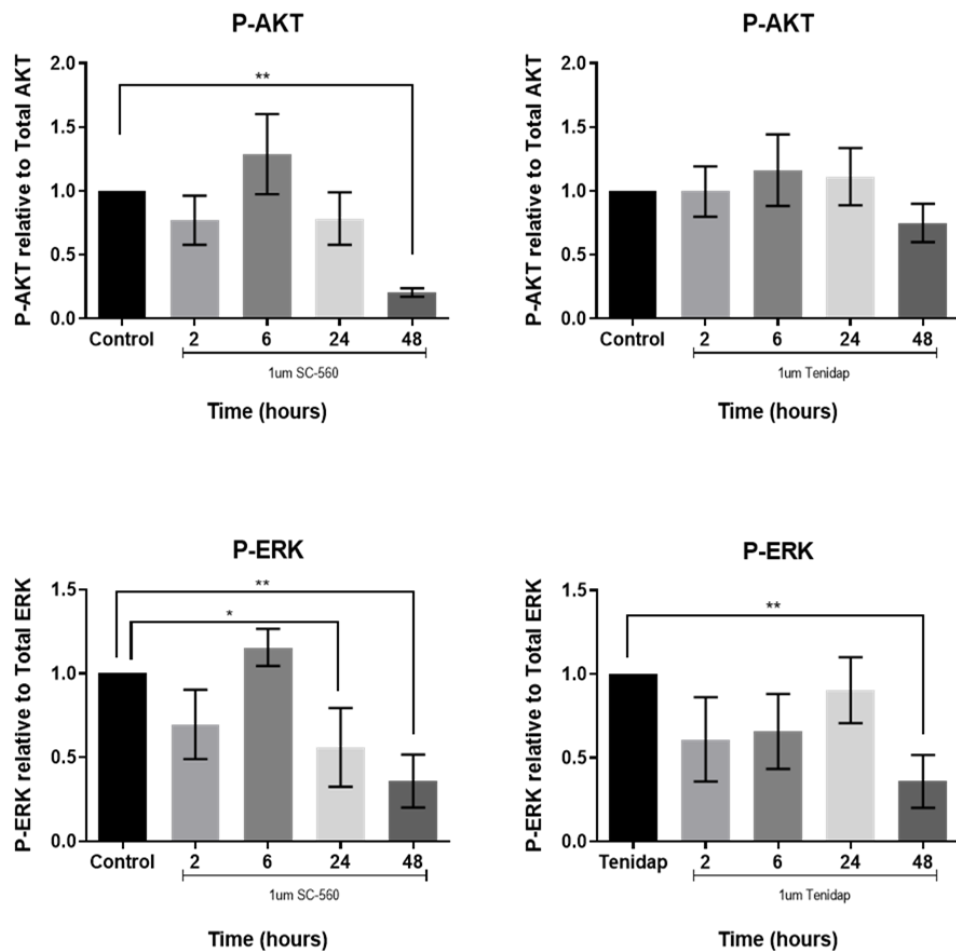 P-AKT
P-AKT relative to Total AKT
2.0
1.5
1.0
0.5
0.0
**
Control 2 6 24 48
1um SC-560
Time (hours)
P-AKT
P-AKT relative to Total AKT
2.0
1.5
1.0
0.5
0.0
Control 2 6 24 48
1um Tenidap
Time (hours)
P-ERK
P-ERK relative to Total ERK
1.5
1.0
0.5
0.0
**
*
Control 2 6 24 48
1um SC-560
Time (hours)
P-ERK
P-ERK relative to Total ERK
1.5
1.0
0.5
0.0
**
Tenidap 2 6 24 48
1um Tenidap
Time (hours)